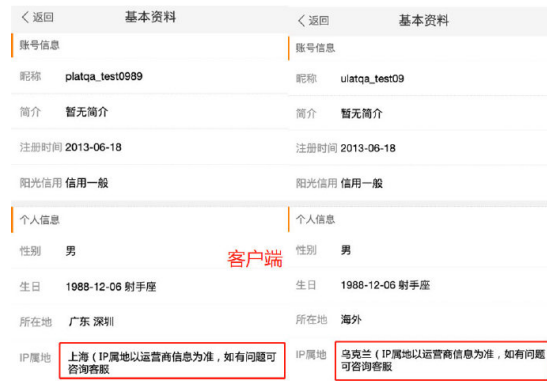 返回
基本资料
账号信息
昵称 platqa_test0989
简介 暂无简介
注册时间 2013-06-18
阳光信用 信用一般
个人信息
性别 男
生日 1988-12-06 射手座
所在地 广东 深圳
IP属地 上海（IP属地以运营商信息为准，如有问题可
咨询客服
客户端
返回
基本资料
账号信息
昵称 ulatqa_test09
简介 暂无简介
注册时间 2013-06-18
阳光信用 信用一般
个人信息
性别 男
生日 1988-12-06 射手座
所在地 海外
IP属地 乌克兰（IP属地以运营商信息为准，如有问题
可咨询客服